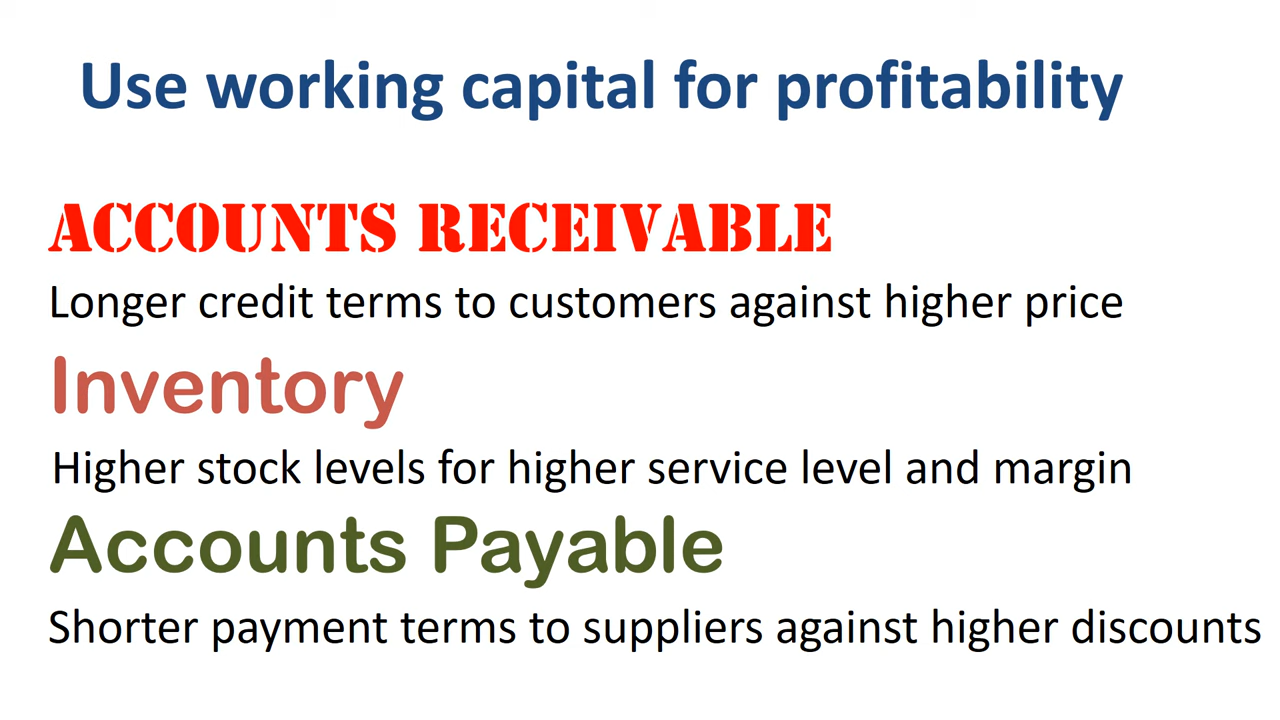 Use working capital for profitability
ACCOUNTS RECEIVABLE
Longer credit terms to customers against higher price
Inventory
Higher stock levels for higher service level and margin
Accounts Payable
Shorter payment terms to suppliers against higher discounts